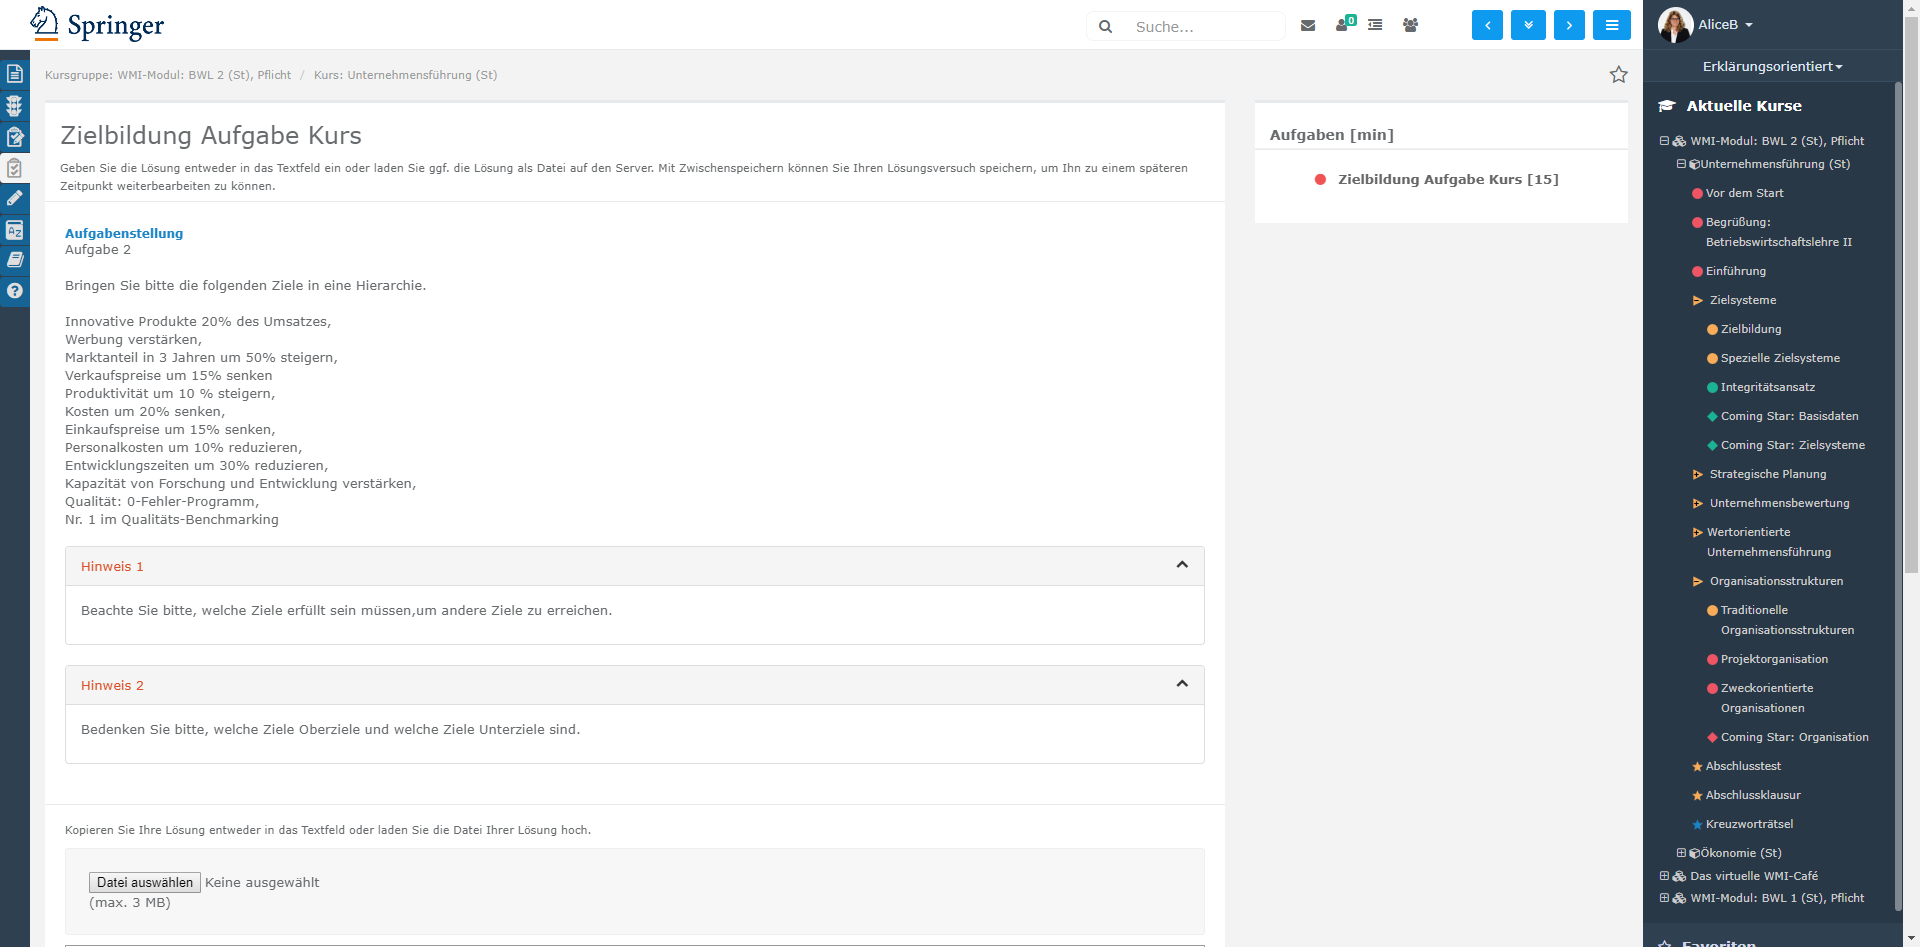 Springer
Suche...
0
AliceB
Erklärungsorientiert
Kursgruppe: WMI-Modul: BWL 2 (St), Pflicht / Kurs: Unternehmensführung (St)
Zielbildung Aufgabe Kurs
Geben Sie die Lösung entweder in das Textfeld ein oder laden Sie ggf. die Lösung als Datei auf den Server. Mit Zwischenspeichern können Sie Ihren Lösungsversuch speichern, um Ihn zu einem späteren
Zeitpunkt weiterbearbeiten zu können.
Aufgabenstellung
Aufgabe 2
Bringen Sie bitte die folgenden Ziele in eine Hierarchie.
Innovative Produkte 20% des Umsatzes,
Werbung verstärken,
Marktanteil in 3 Jahren um 50% steigern,
Verkaufspreise um 15% senken
Produktivität um 10 % steigern,
Kosten um 20% senken,
Einkaufspreise um 15% senken,
Personalkosten um 10% reduzieren,
Entwicklungszeiten um 30% reduzieren,
Kapazität von Forschung und Entwicklung verstärken,
Qualität: 0-Fehler-Programm,
Nr. 1 im Qualitäts-Benchmarking
Hinweis 1
Beachte Sie bitte, welche Ziele erfüllt sein müssen,um andere Ziele zu erreichen.
Hinweis 2
Bedenken Sie bitte, welche Ziele Oberziele und welche Ziele Unterziele sind.
Kopieren Sie Ihre Lösung entweder in das Textfeld oder laden Sie die Datei Ihrer Lösung hoch.
Datei auswählen Keine ausgewählt
(max. 3 MB)
Aufgaben [min]
Zielbildung Aufgabe Kurs [15]
Aktuelle Kurse
WMI-Modul: BWL 2 (St), Pflicht
Unternehmensführung (St)
Vor dem Start
Begrüßung:
Betriebswirtschaftslehre II
Einführung
Zielsysteme
Zielbildung
Spezielle Zielsysteme
Integritätsansatz
Coming Star: Basisdaten
Coming Star: Zielsysteme
Strategische Planung
Unternehmensbewertung
Wertorientierte
Unternehmensführung
Organisationsstrukturen
Traditionelle
Organisationsstrukturen
Projektorganisation
Zweckorientierte
Organisationen
Coming Star: Organisation
Abschlusstest
Abschlussklausur
Kreuzworträtsel
Ökonomie (St)
Das virtuelle WMI-Café
WMI-Modul: BWL 1 (St), Pflicht
Favoriten